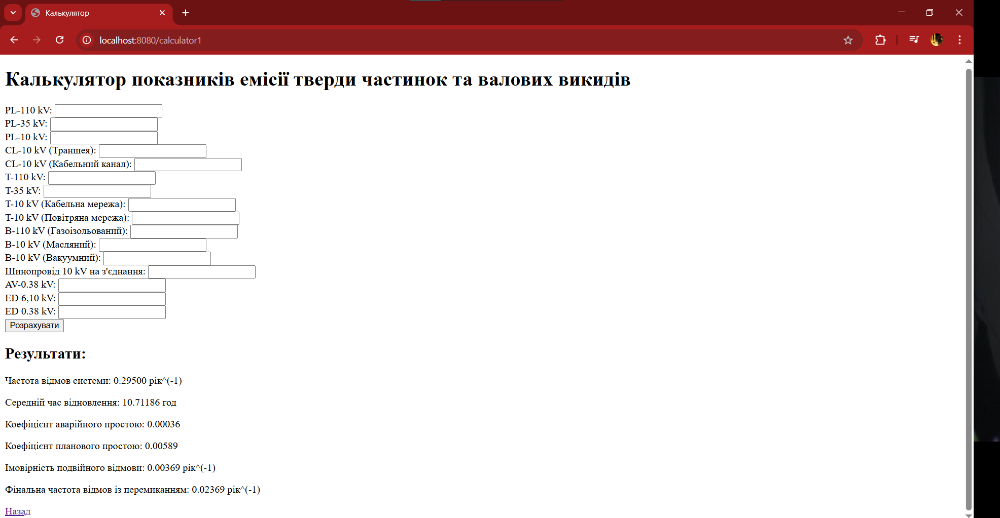 Калькулятор
localhost:8080/calculator1
Калькулятор показників емісії тверди частинок та валових викидів
PL-110 kV:
PL-35 kV:
PL-10 kV:
CL-10 kV (Траншея):
CL-10 kV (Кабельний канал):
T-110 kV:
T-35 kV:
T-10 kV (Кабельна мережа):
T-10 kV (Повітряна мережа):
B-110 kV (Газоізольований):
B-10 kV (Масляний):
B-10 kV (Вакуумний):
Шинопровід 10 kV на з'єднання:
AV-0.38 kV:
ED 6,10 kV:
ED 0.38 kV:
Розрахувати
Результати:
Частота відмов системи: 0.29500 рік^(-1)
Середній час відновлення: 10.71186 год
Коефіцієнт аварійного простою: 0.00036
Коефіцієнт планового простою: 0.00589
Імовірність подвійного відмови: 0.00369 рік^(-1)
Фінальна частота відмов із перемиканням: 0.02369 рік^(-1)
Назад